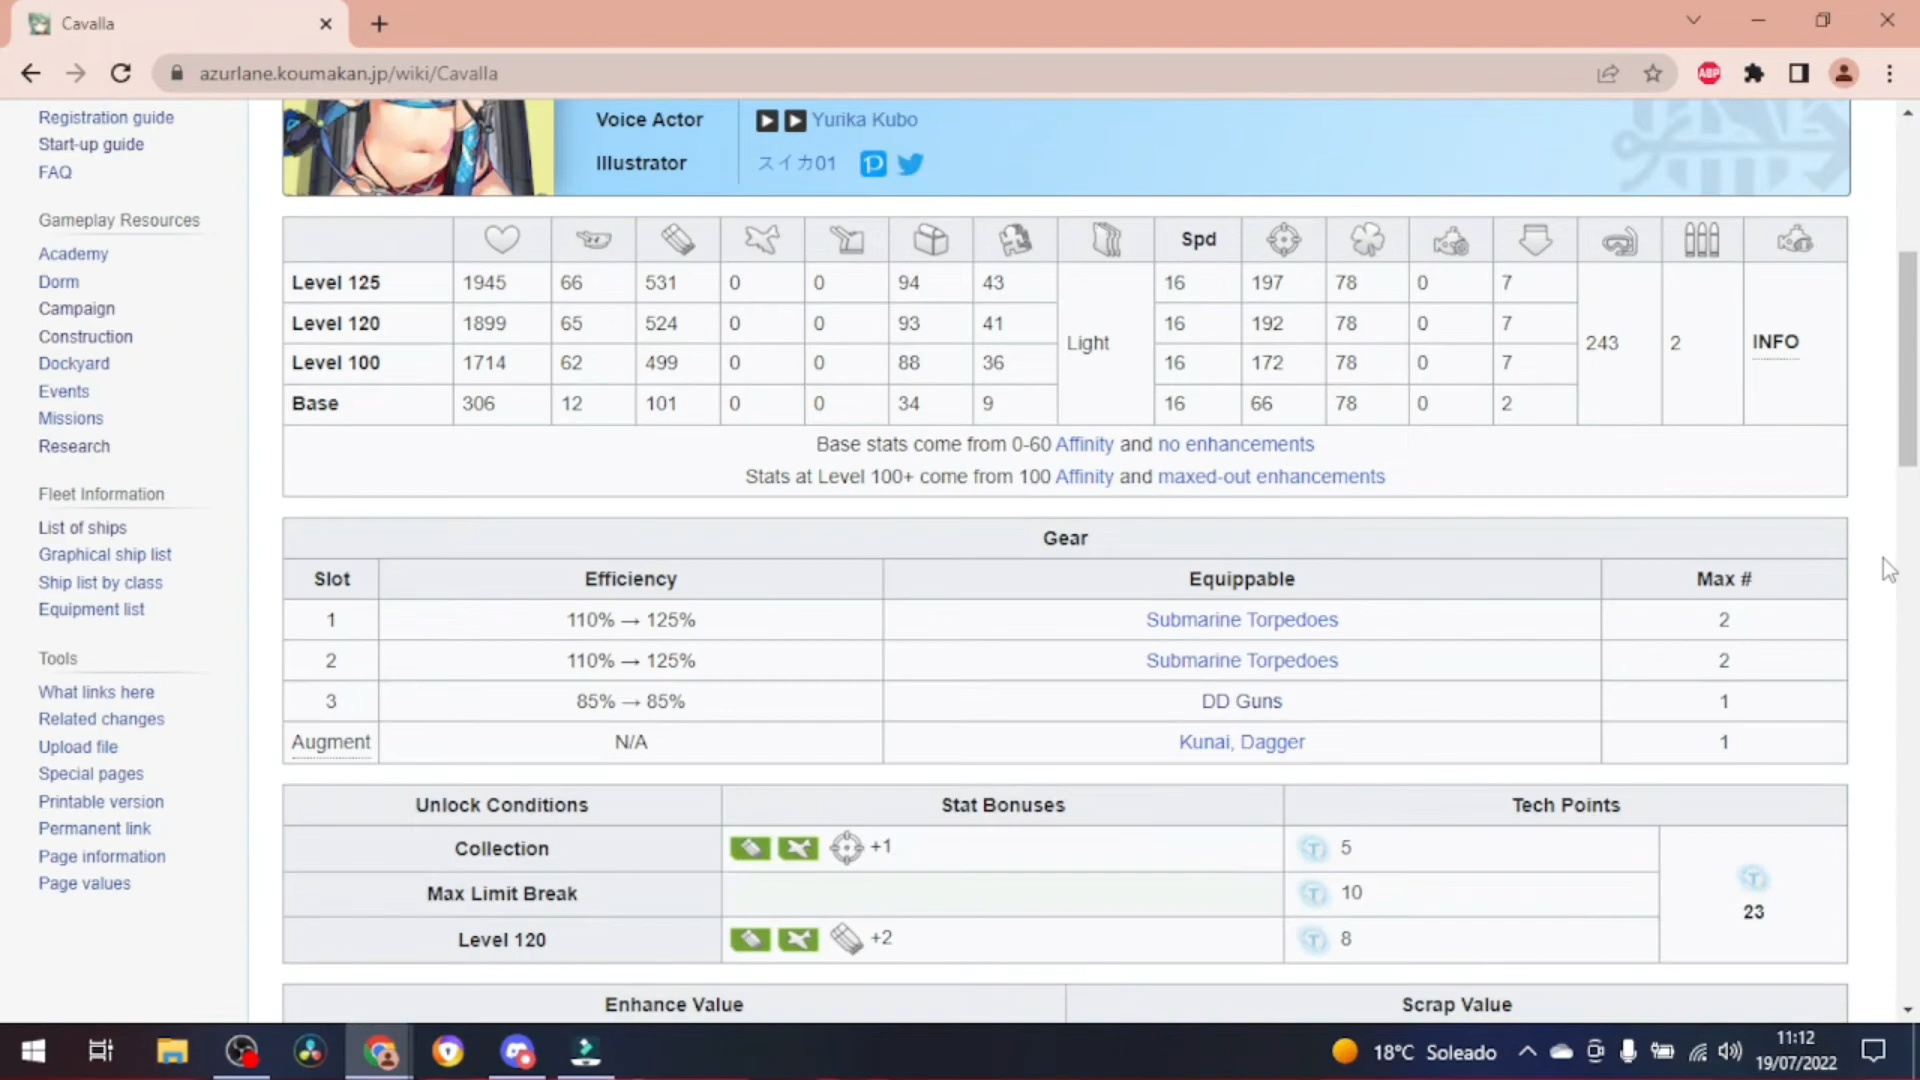 Cavalla
azurlane.koumakan.jp/wiki/Cavalla
ABP
Registration guide
Start-up guide
FAQ
Gameplay Resources
Academy
Dorm
Campaign
Construction
Dockyard
Events
Missions
Research
Fleet Information
List of ships
Graphical ship list
Ship list by class
Equipment list
Tools
What links here
Related changes
Upload file
Special pages
Printable version
Permanent link
Page information
Page values
Voice Actor Yurika Kubo
Illustrator スイカ01
Spd
Level 125 1945 66 531 0 0 94 43 16 197 78 0 7
Level 120 1899 65 524 0 0 93 41 16 192 78 0 7
Light 243 2 INFO
Level 100 1714 62 499 0 0 88 36 16 172 78 0 7
Base 306 12 101 0 0 34 9 16 66 78 0 2
Base stats come from 0-60 Affinity and no enhancements
Stats at Level 100+ come from 100 Affinity and maxed-out enhancements
Gear
Slot Efficiency Equippable Max #
1 110% → 125% Submarine Torpedoes 2
2 110% → 125% Submarine Torpedoes 2
3 85% → 85% DD Guns 1
Augment N/A Kunai, Dagger 1
Unlock Conditions Stat Bonuses Tech Points
Collection +1 5
Max Limit Break 10
23
Level 120 +2 8
Enhance Value Scrap Value
18°C Soleado
11:12
19/07/2022